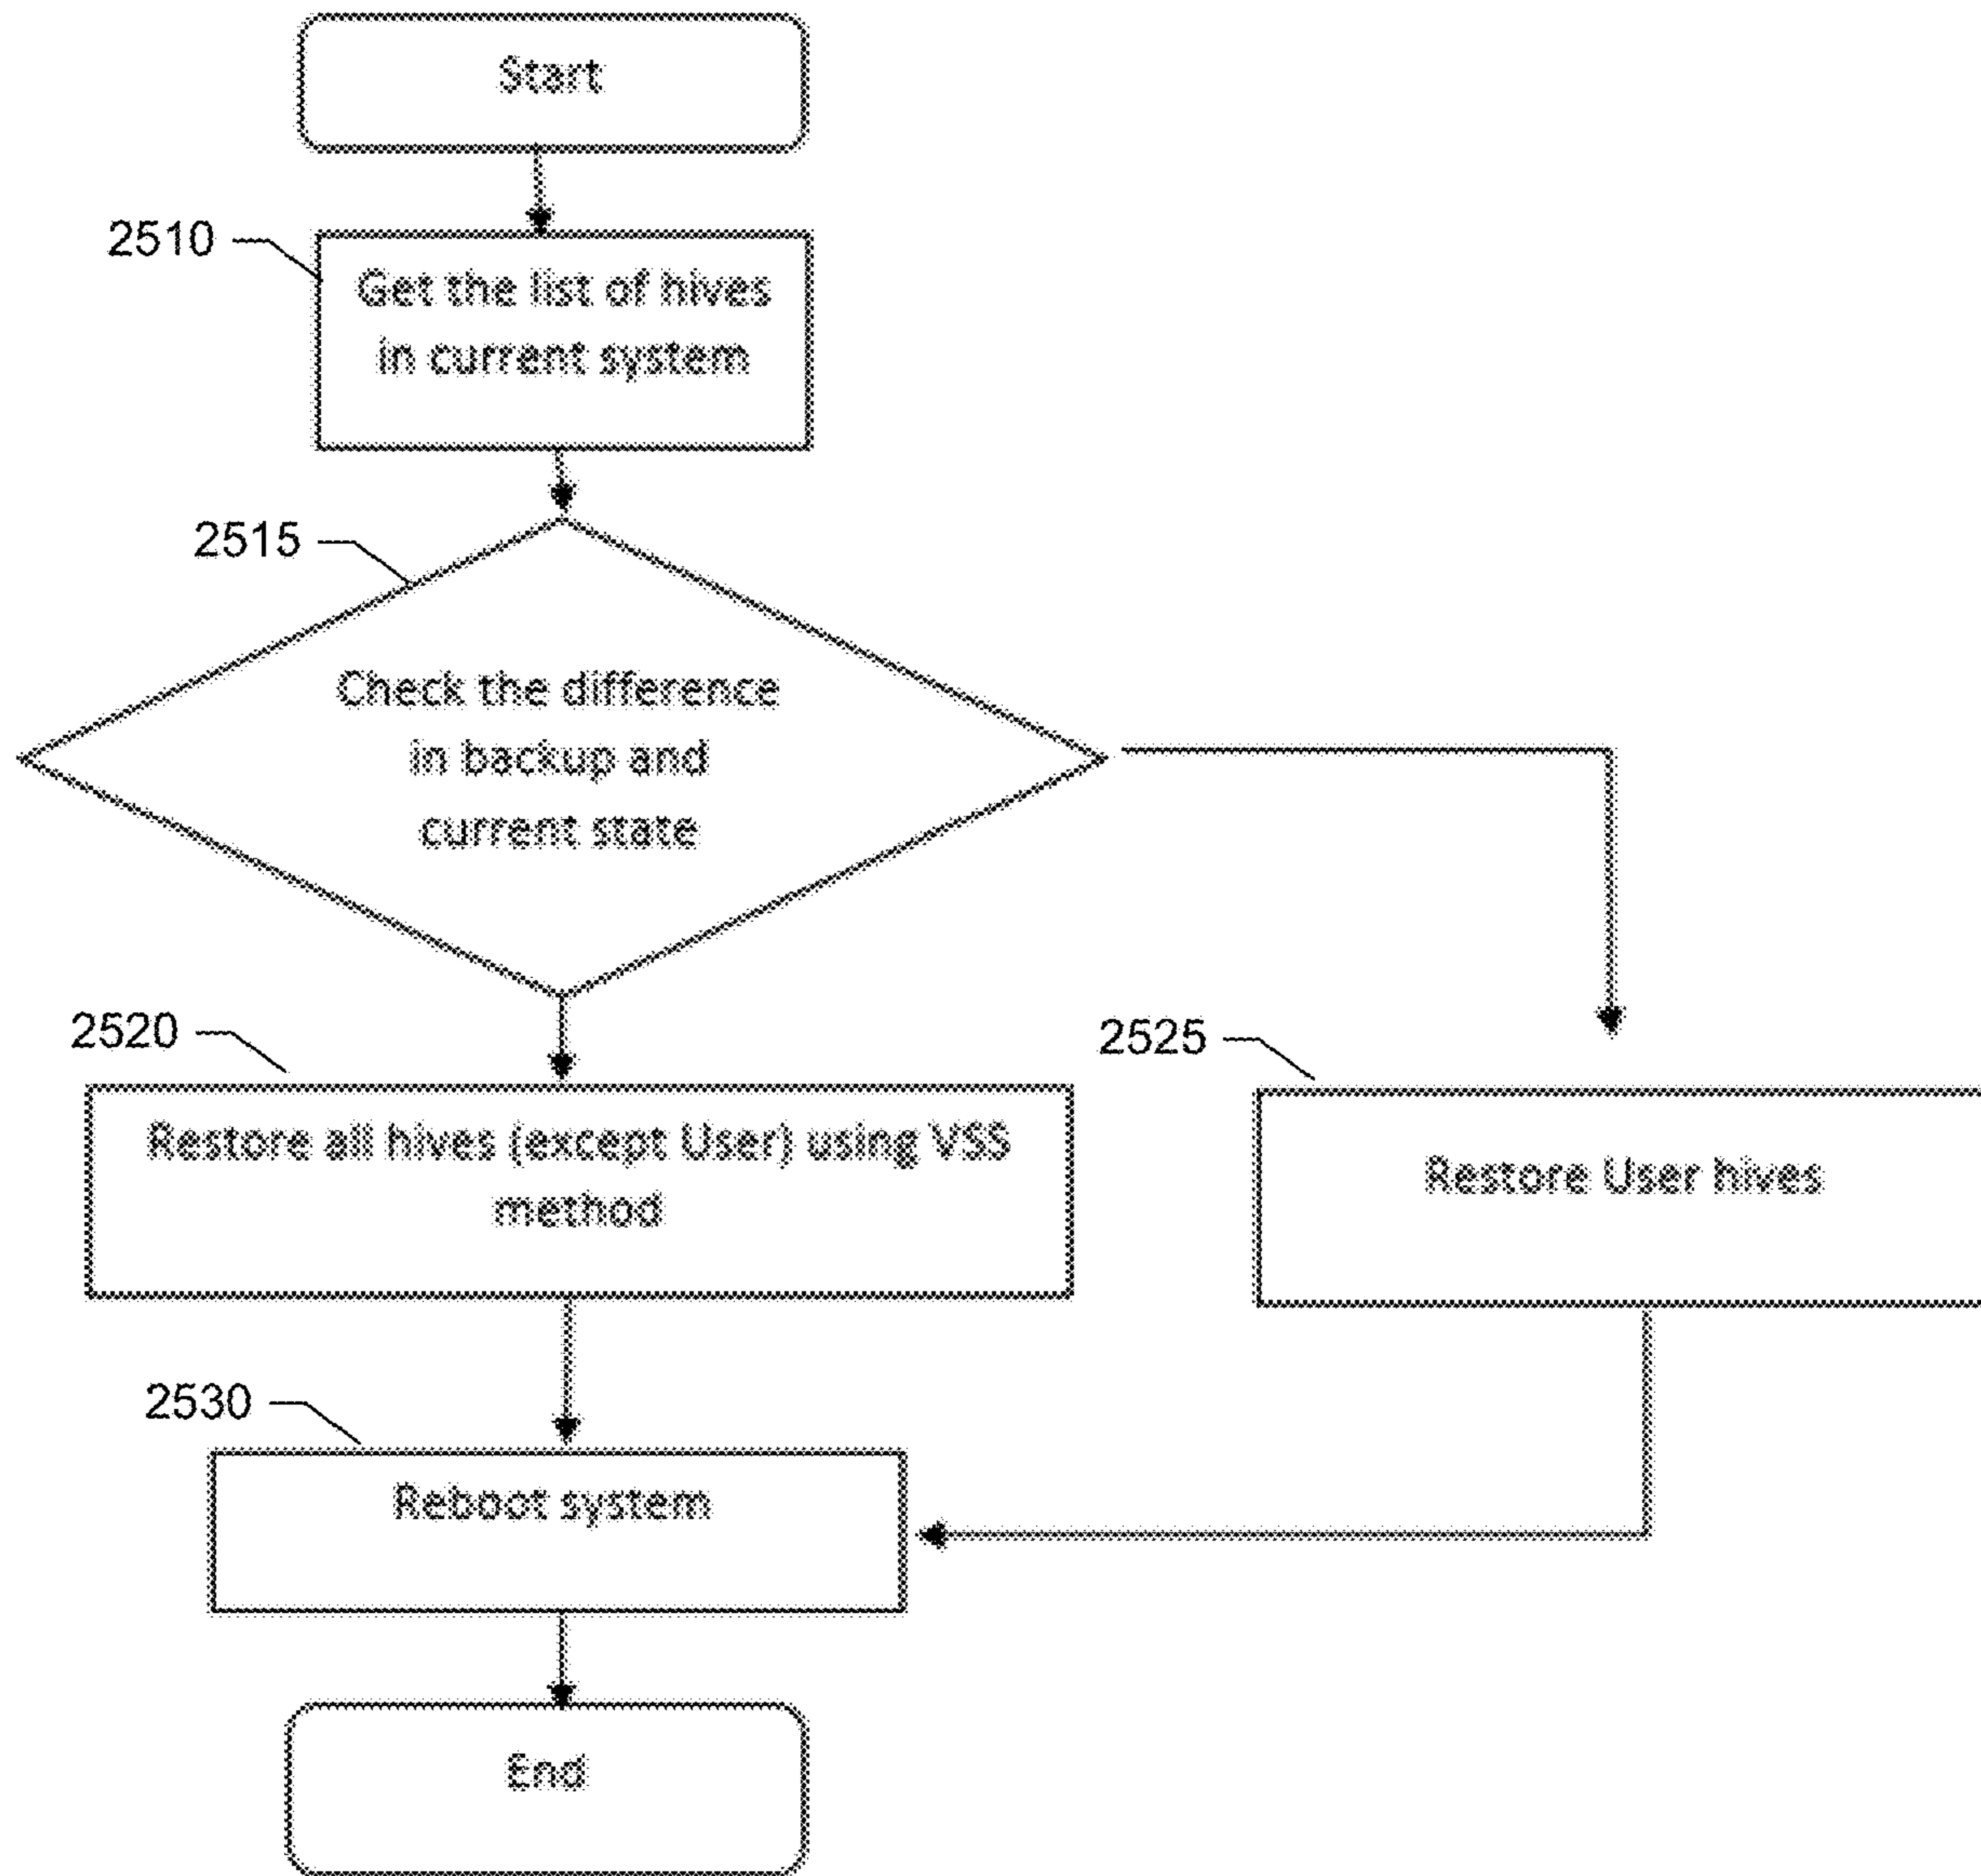 Start
2510
Get the list of hives
in current system
2515
Check the difference
in backup and
current state
2520
Restore all hives (except User) using VSS
method
2525
Restore User hives
2530
Reboot system
End